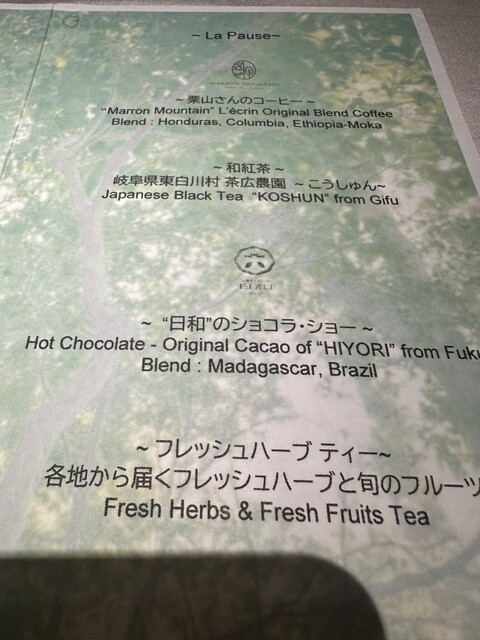 ~ La Pause~
MARRON MOUNTAIN
~ 栗山さんのコーヒー ~
“Marron Mountain” L’écrin Original Blend Coffee
Blend : Honduras, Columbia, Ethiopia-Moka
~ 和紅茶 ~
岐阜県東白川村 茶広農園 ~ こうしゅん~
Japanese Black Tea “KOSHUN” from Gifu
~ “日和”のショコラ・ショー ~
Hot Chocolate - Original Cacao of “HIYORI” from Fuku
Blend : Madagascar, Brazil
~ フレッシュハーブ ティー~
各地から届くフレッシュハーブと旬のフルーツ
Fresh Herbs & Fresh Fruits Tea